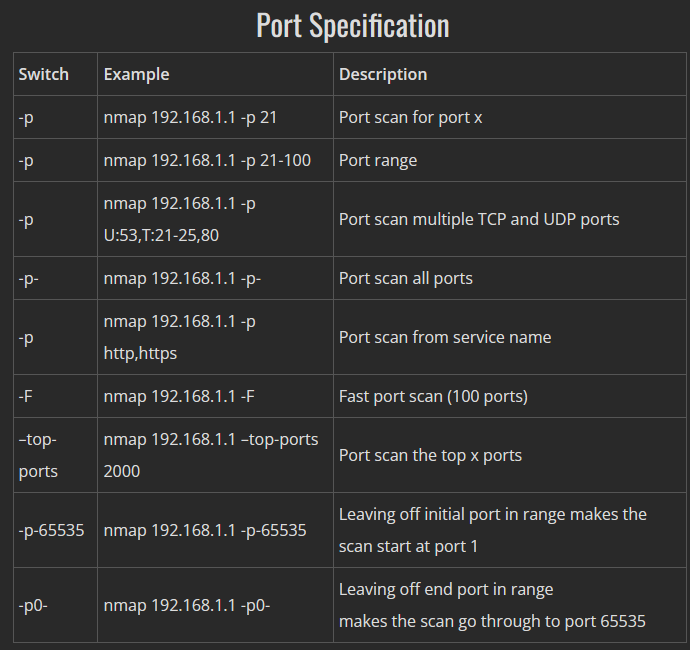 Port Specification
Switch Example Description
-p nmap 192.168.1.1 -p 21 Port scan for port x
-p nmap 192.168.1.1 -p 21-100 Port range
-p nmap 192.168.1.1 -p
U:53,T:21-25,80 Port scan multiple TCP and UDP ports
-p- nmap 192.168.1.1 -p- Port scan all ports
-p nmap 192.168.1.1 -p
http,https Port scan from service name
-F nmap 192.168.1.1 -F Fast port scan (100 ports)
–top-
ports nmap 192.168.1.1 –top-ports
2000 Port scan the top x ports
-p-65535 nmap 192.168.1.1 -p-65535 Leaving off initial port in range makes the
scan start at port 1
-p0- nmap 192.168.1.1 -p0- Leaving off end port in range
makes the scan go through to port 65535